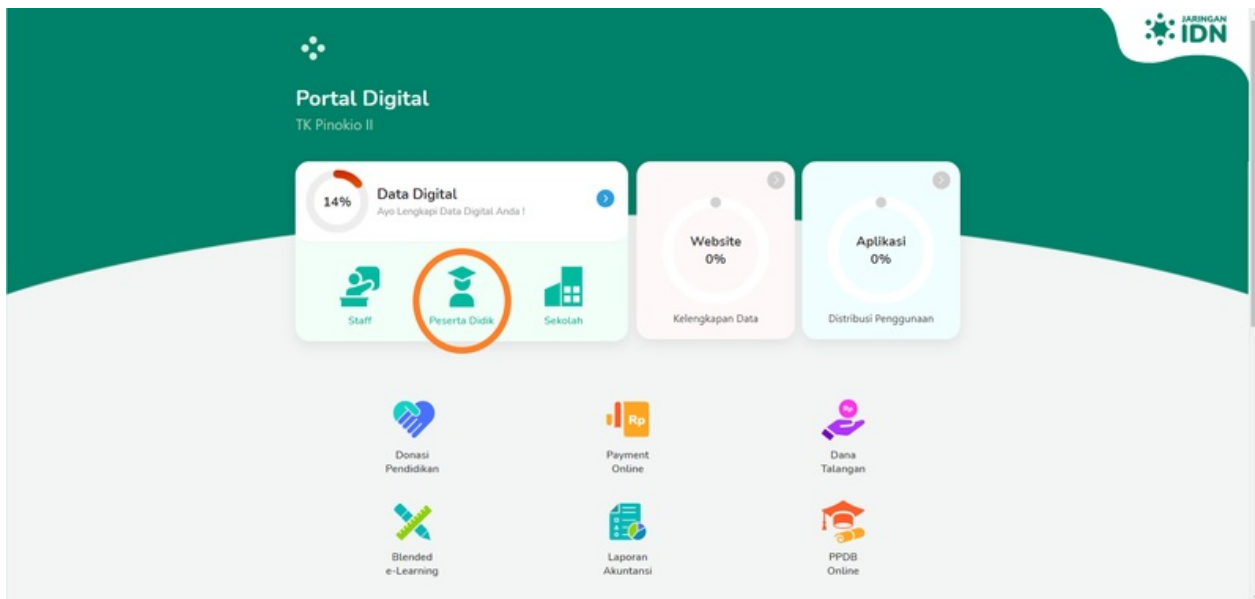 JARINGAN
IDN
Portal Digital
TK Pinokio II
14%
Data Digital
Ayo Lengkapi Data Digital Anda !
Staff
Peserta Didik
Sekolah
Website
0%
Kelengkapan Data
Aplikasi
0%
Distribusi Penggunaan
Donasi
Pendidikan
Rp
Payment
Online
Rp
Dana
Talangan
Blended
e-Learning
Laporan
Akuntansi
PPDB
Online